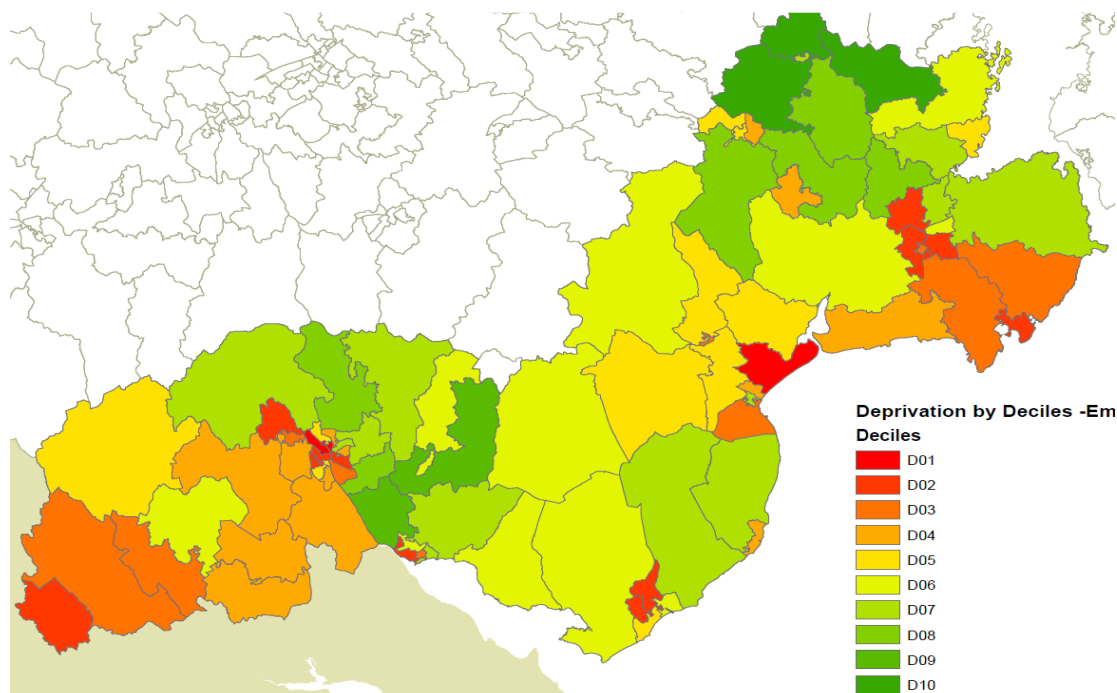 Deprivation by Deciles -Em
Deciles
D01
D02
D03
D04
D05
D06
D07
D08
D09
D10